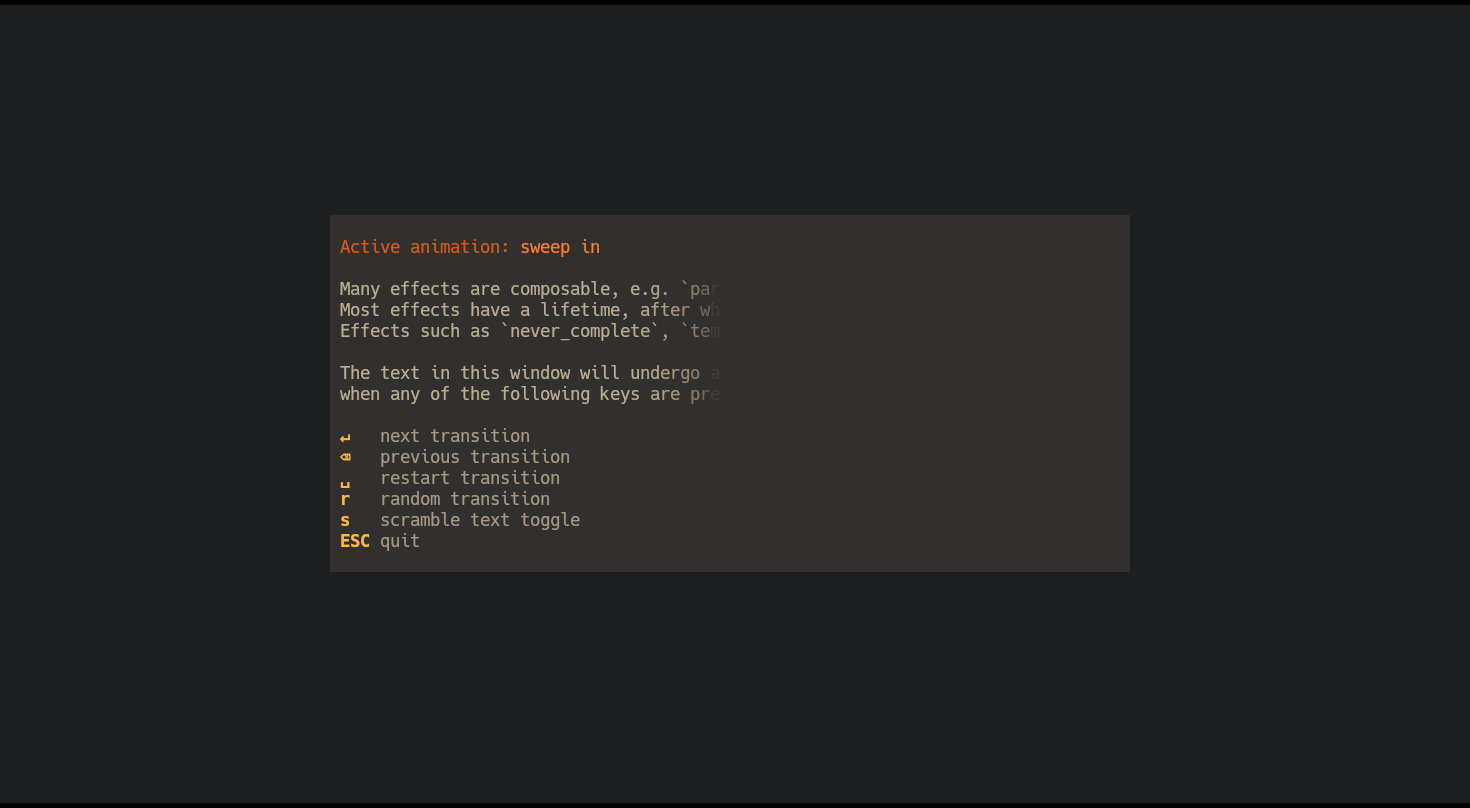 Active animation: sweep in
Many effects are composable, e.g. `par
Most effects have a lifetime, after wh
Effects such as `never_complete`, `tem
The text in this window will undergo a
when any of the following keys are pre
↵ next transition
⌫ previous transition
␣ restart transition
r random transition
s scramble text toggle
ESC quit